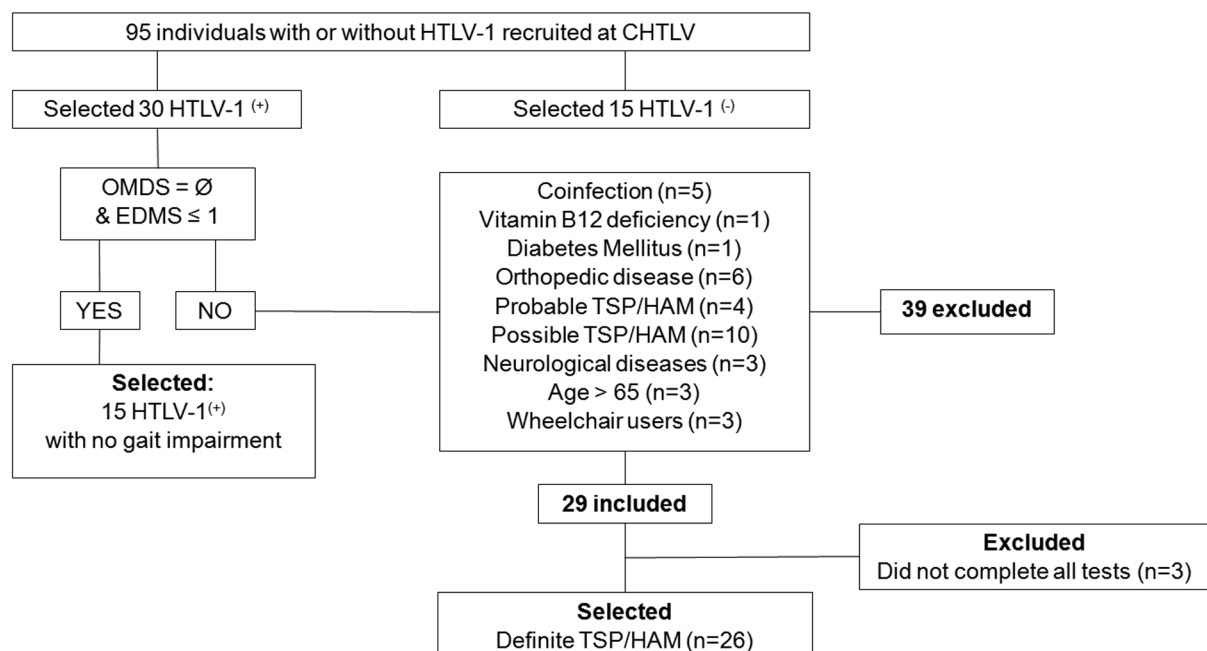 95 individuals with or without HTLV-1 recruited at CHTLV
Selected 30 HTLV-1 (+)
Selected 15 HTLV-1 (-)
OMDS = Ø
& EDMS ≤ 1
YES
NO
Selected:
15 HTLV-1(+)
with no gait impairment
Coinfection (n=5)
Vitamin B12 deficiency (n=1)
Diabetes Mellitus (n=1)
Orthopedic disease (n=6)
Probable TSP/HAM (n=4)
Possible TSP/HAM (n=10)
Neurological diseases (n=3)
Age > 65 (n=3)
Wheelchair users (n=3)
39 excluded
29 included
Excluded
Did not complete all tests (n=3)
Selected
Definite TSP/HAM (n=26)